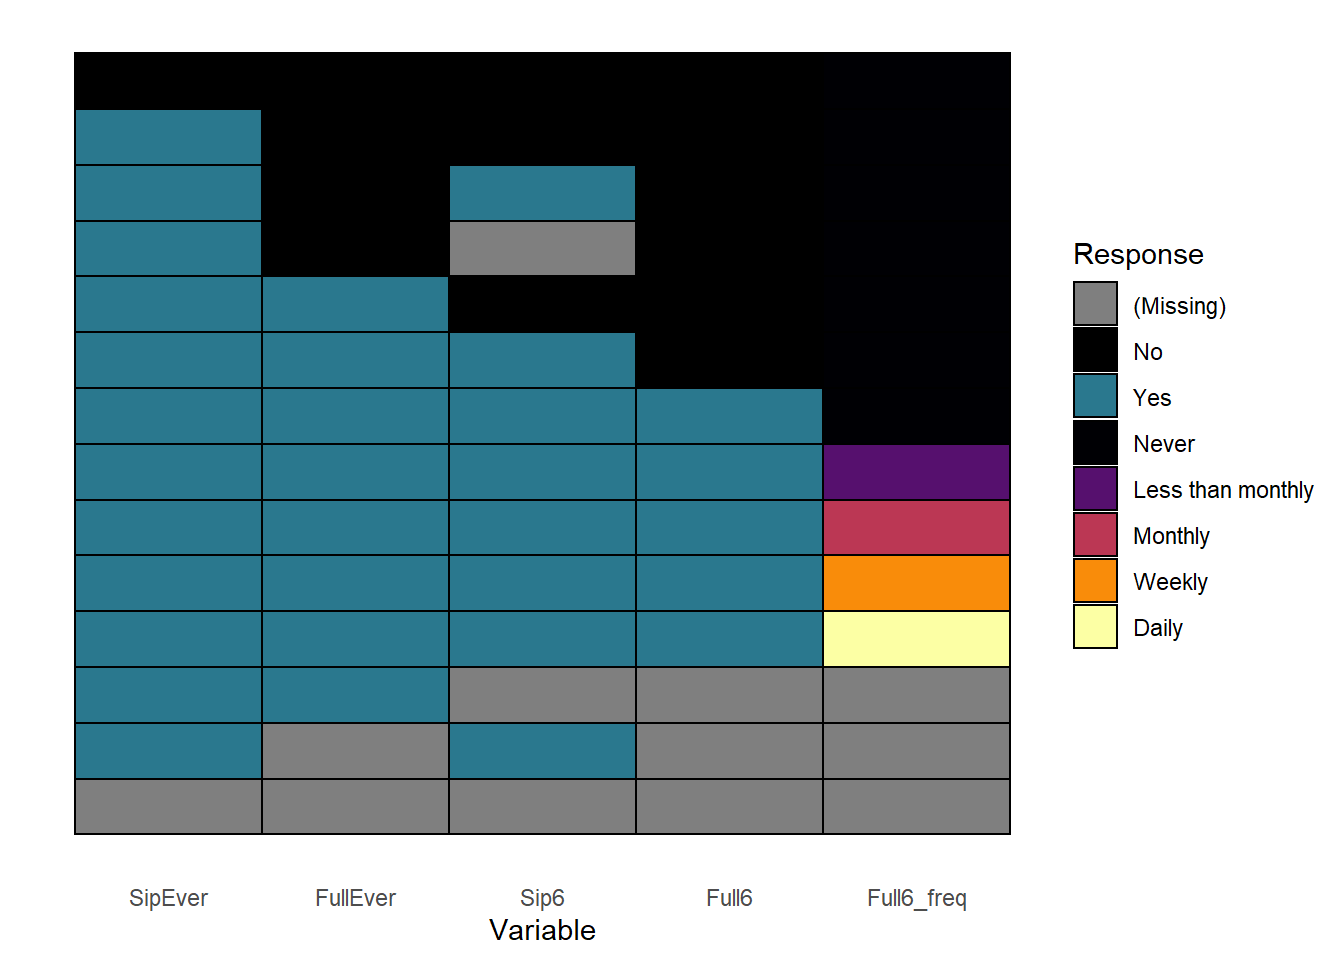 Response
(Missing)
No
Yes
Never
Less than monthly
Monthly
Weekly
Daily
SipEver
FullEver
Sip6
Full6
Full6_freq
Variable